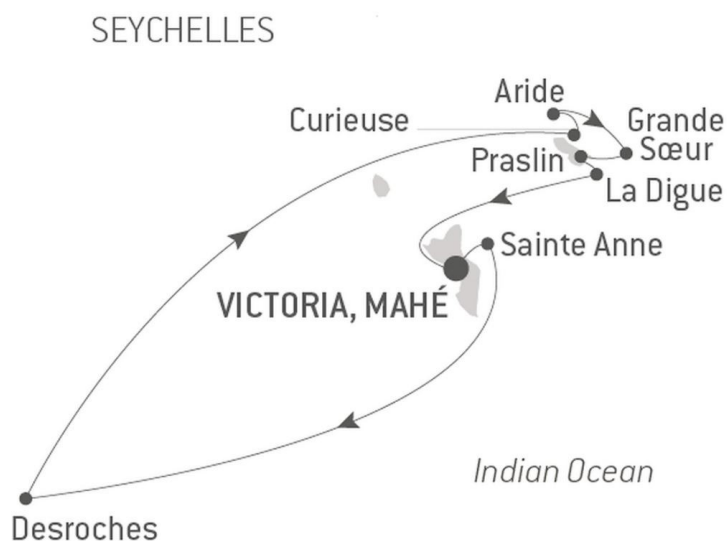 SEYCHELLES
Aride
Curieuse
Grande
Sœur
Praslin
La Digue
Sainte Anne
VICTORIA, MAHÉ
Indian Ocean
Desroches